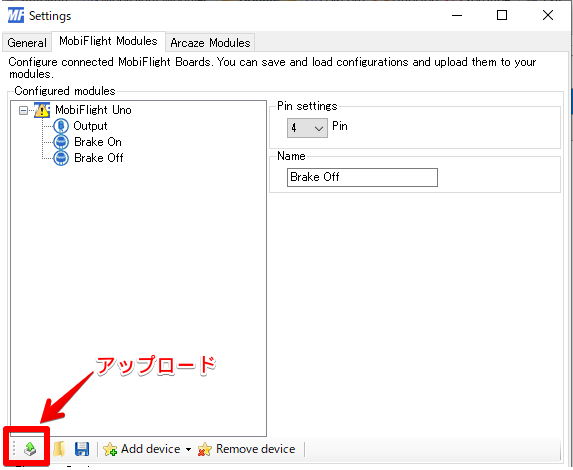 MF Settings
General MobiFlight Modules Arcaze Modules
Configure connected MobiFlight Boards. You can save and load configurations and upload them to your
modules.
Configured modules
MobiFlight Uno
Output
Brake On
Brake Off
Pin settings
4 Pin
Name
Brake Off
アップロード
Add device Remove device